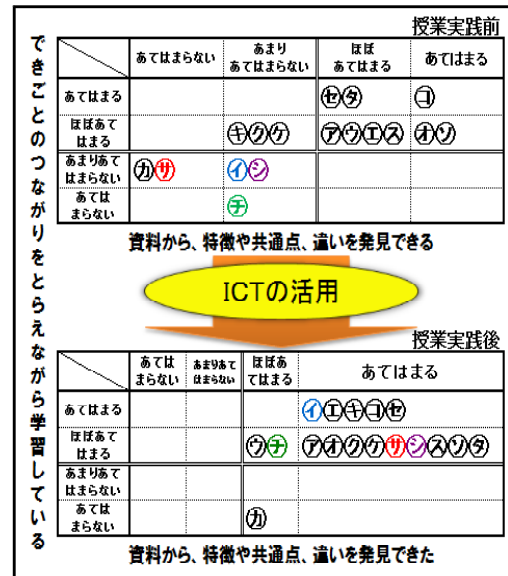 授業実践前
できごとのつながりをとらえながら学習している
あてはまらない
あまり
あてはまらない
ほぼ
あてはまる
あてはまる
あてはまる
セタ
コ
ほぼあて
はまる
キクケ
アウエス
オソ
あまりあて
はまらない
カサ
イシ
あては
まらない
チ
資料から、特徴や共通点、違いを発見できる
ICTの活用
授業実践後
あては
まらない
あまりあて
はまらない
ほぼあ
てはまる
あてはまる
あてはまる
イエキコセ
ほぼあて
はまる
ウチ
アオクケサシスソタ
あまりあて
はまらない
あては
まらない
カ
資料から、特徴や共通点、違いを発見できた